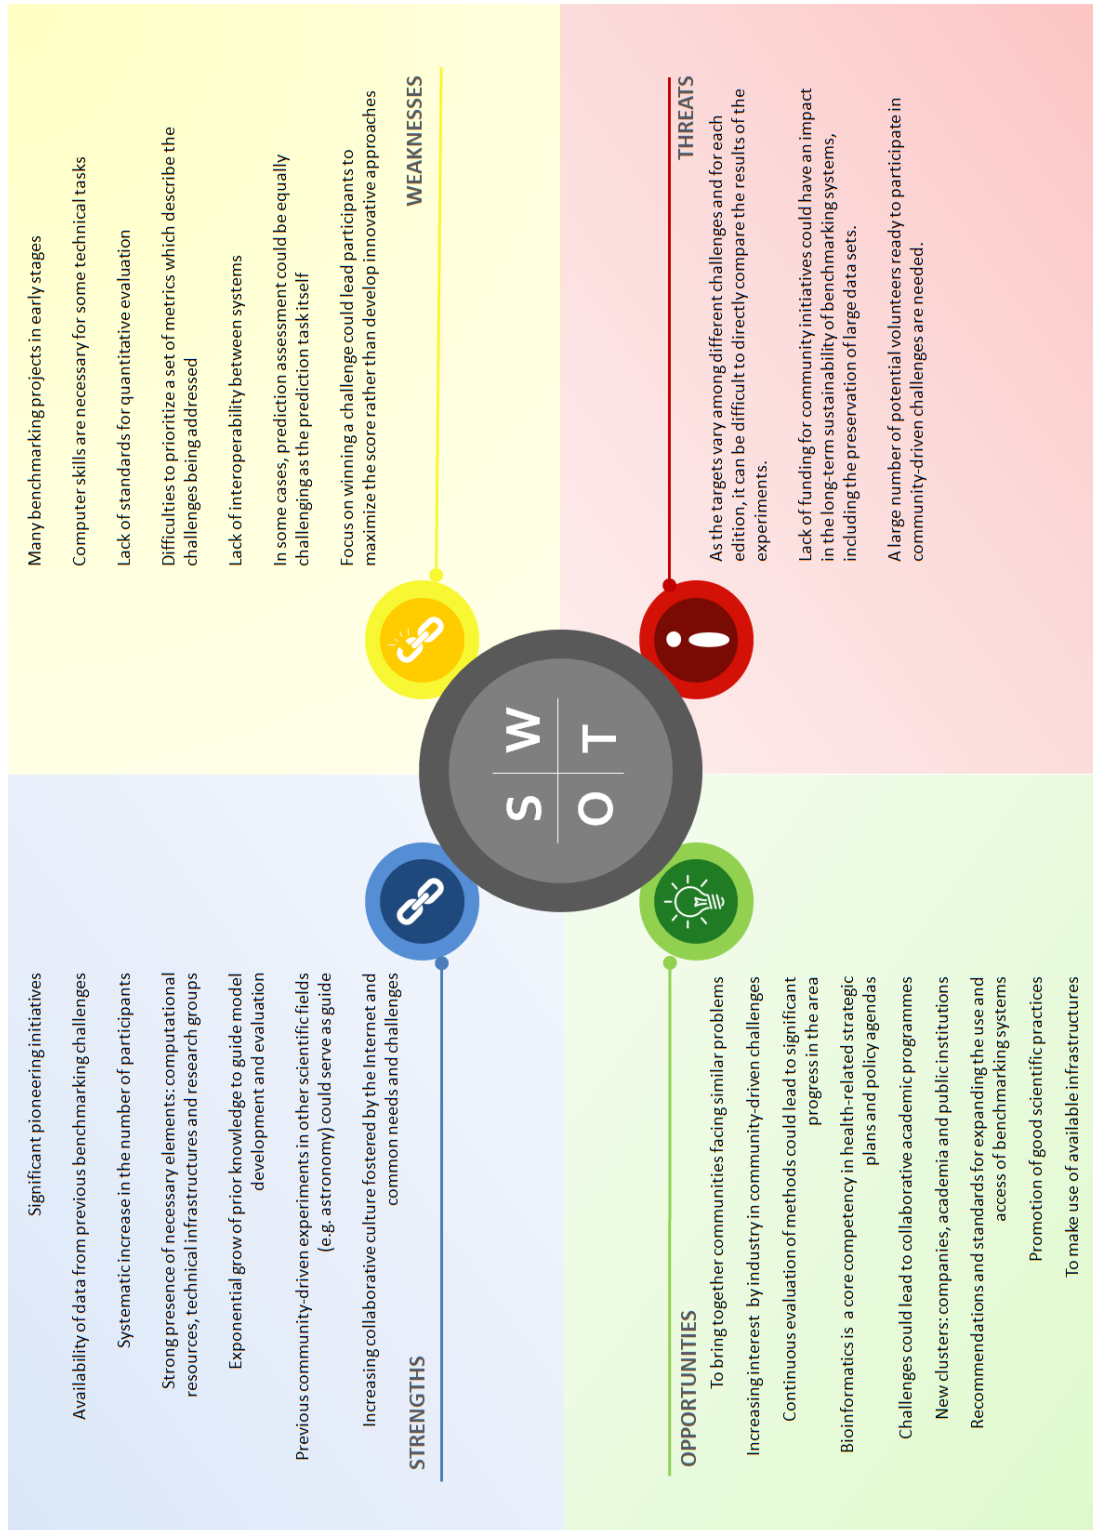 Significant pioneering initiatives
Availability of data from previous benchmarking challenges
Systematic increase in the number of participants
Strong presence of necessary elements: computational
resources, technical infrastructures and research groups
Exponential grow of prior knowledge to guide model
development and evaluation
Previous community-driven experiments in other scientific fields
(e.g. astronomy) could serve as guide
Increasing collaborative culture fostered by the Internet and
common needs and challenges
STRENGTHS
Many benchmarking projects in early stages
Computer skills are necessary for some technical tasks
Lack of standards for quantitative evaluation
Difficulties to prioritize a set of metrics which describe the
challenges being addressed
Lack of interoperability between systems
In some cases, prediction assessment could be equally
challenging as the prediction task itself
Focus on winning a challenge could lead participants to
maximize the score rather than develop innovative approaches
WEAKNESSES
S W
O T
OPPORTUNITIES
To bring together communities facing similar problems
Increasing interest by industry in community-driven challenges
Continuous evaluation of methods could lead to significant
progress in the area
Bioinformatics is a core competency in health-related strategic
plans and policy agendas
Challenges could lead to collaborative academic programmes
New clusters: companies, academia and public institutions
Recommendations and standards for expanding the use and
access of benchmarking systems
Promotion of good scientific practices
To make use of available infrastructures
THREATS
As the targets vary among different challenges and for each
edition, it can be difficult to directly compare the results of the
experiments.
Lack of funding for community initiatives could have an impact
in the long-term sustainability of benchmarking systems,
including the preservation of large data sets.
A large number of potential volunteers ready to participate in
community-driven challenges are needed.